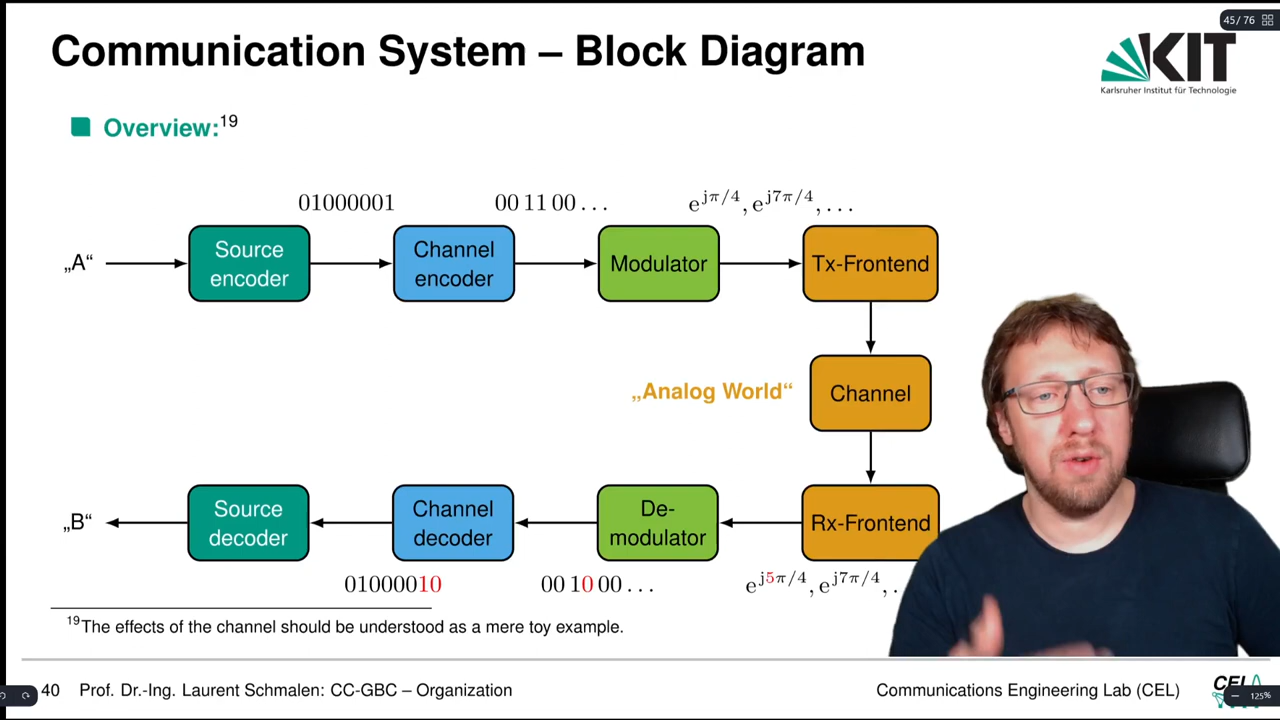 45 / 76
Communication System – Block Diagram
KIT
Karlsruher Institut für Technologie
Overview:19
01000001
00 11 00 . . .
e^{jπ/4}, e^{j7π/4}, . . .
„A“
Source
encoder
Channel
encoder
Modulator
Tx-Frontend
„Analog World“
Channel
„B“
Source
decoder
Channel
decoder
De-
modulator
Rx-Frontend
01000010
00 10 00 . . .
e^{j5π/4}, e^{j7π/4}, .
19The effects of the channel should be understood as a mere toy example.
40 Prof. Dr.-Ing. Laurent Schmalen: CC-GBC – Organization
Communications Engineering Lab (CEL)
CEL
125%